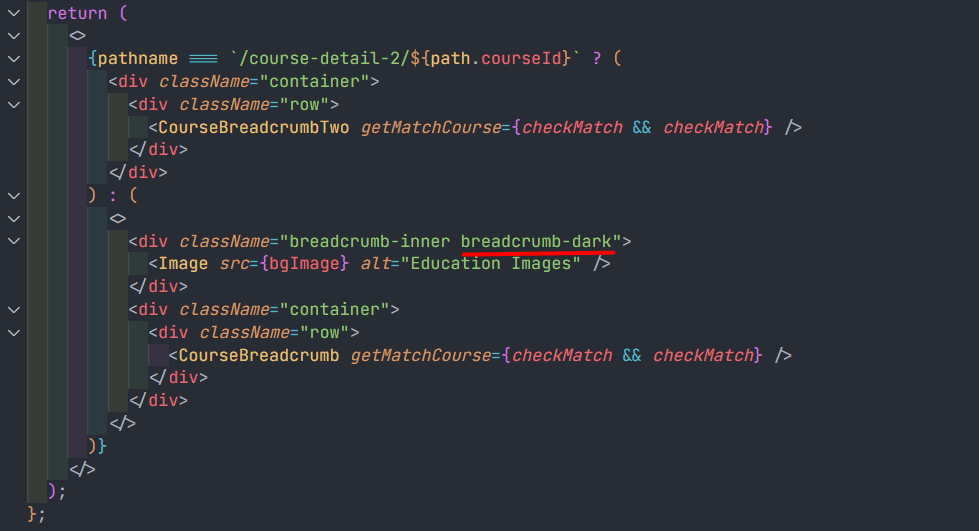 return (
<>
{pathname === `/course-detail-2/${path.courseId}` ? (
<div className="container">
<div className="row">
<CourseBreadcrumbTwo getMatchCourse={checkMatch && checkMatch} />
</div>
</div>
) : (
<>
<div className="breadcrumb-inner breadcrumb-dark">
<Image src={bgImage} alt="Education Images" />
</div>
<div className="container">
<div className="row">
<CourseBreadcrumb getMatchCourse={checkMatch && checkMatch} />
</div>
</div>
</>
)}
</>
);
};